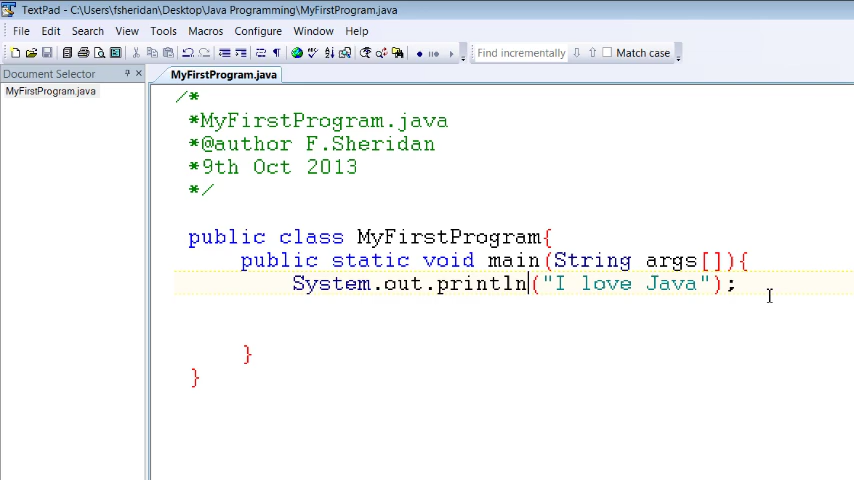 TextPad - C:\Users\fsheridan\Desktop\Java Programming\MyFirstProgram.java
File Edit Search View Tools Macros Configure Window Help
Find incrementally Match case
Document Selector
MyFirstProgram.java
MyFirstProgram.java
/*
*MyFirstProgram.java
*@author F.Sheridan
*9th Oct 2013
*/
public class MyFirstProgram{
public static void main(String args[]){
System.out.println("I love Java");
}
}